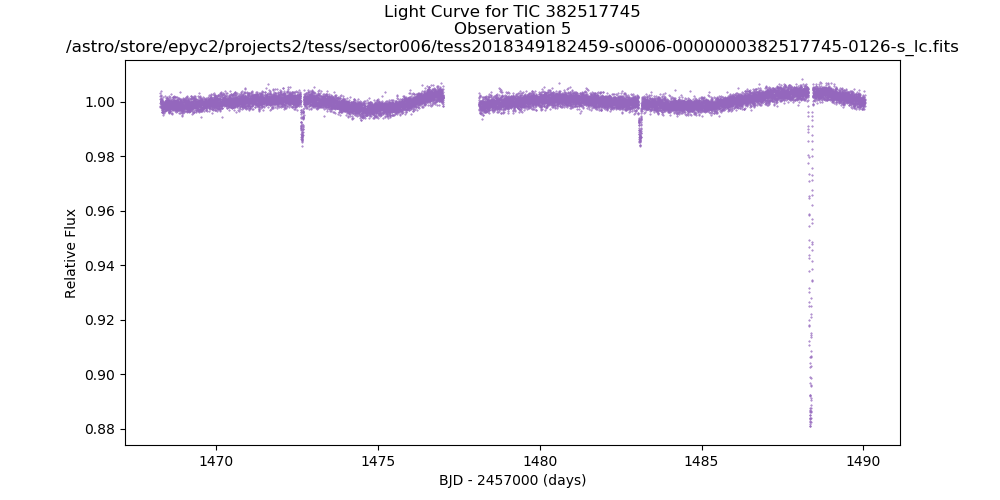 Light Curve for TIC 382517745
Observation 5
/astro/store/epyc2/projects2/tess/sector006/tess2018349182459-s0006-0000000382517745-0126-s_lc.fits
1.00
0.98
0.96
0.94
0.92
0.90
0.88
Relative Flux
1470
1475
1480
1485
1490
BJD - 2457000 (days)